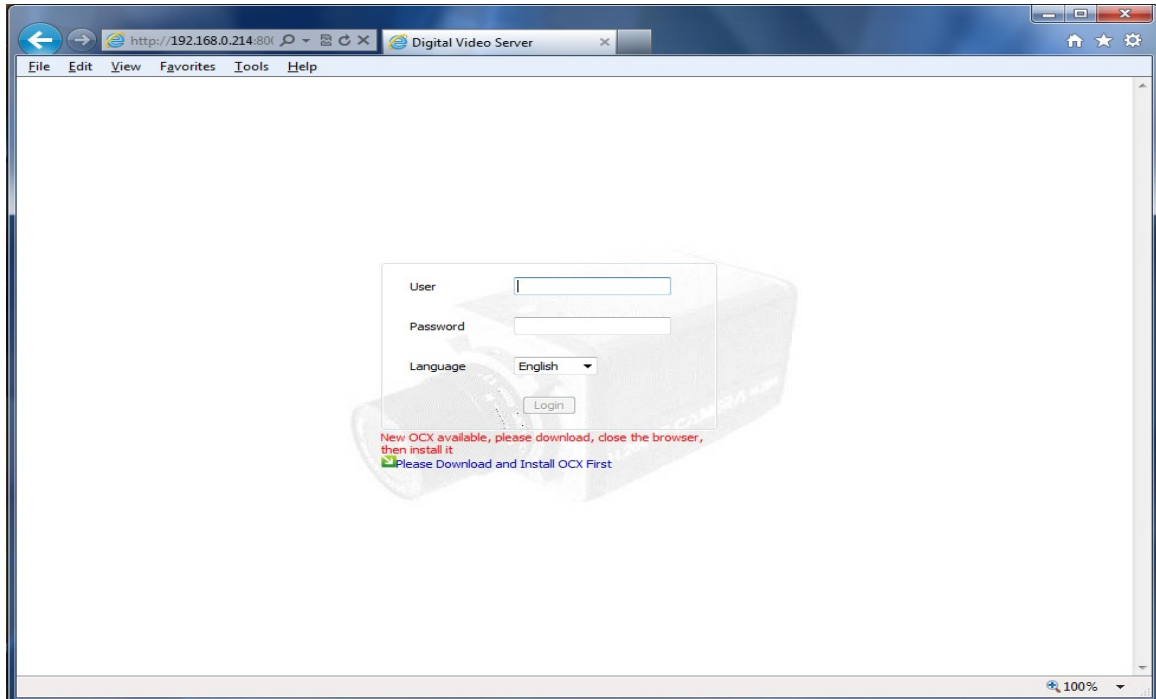 http://192.168.0.214:80(
Digital Video Server
File Edit View Favorites Tools Help
User
Password
Language English
Login
New OCX available, please download, close the browser,
then install it
Please Download and Install OCX First
100%